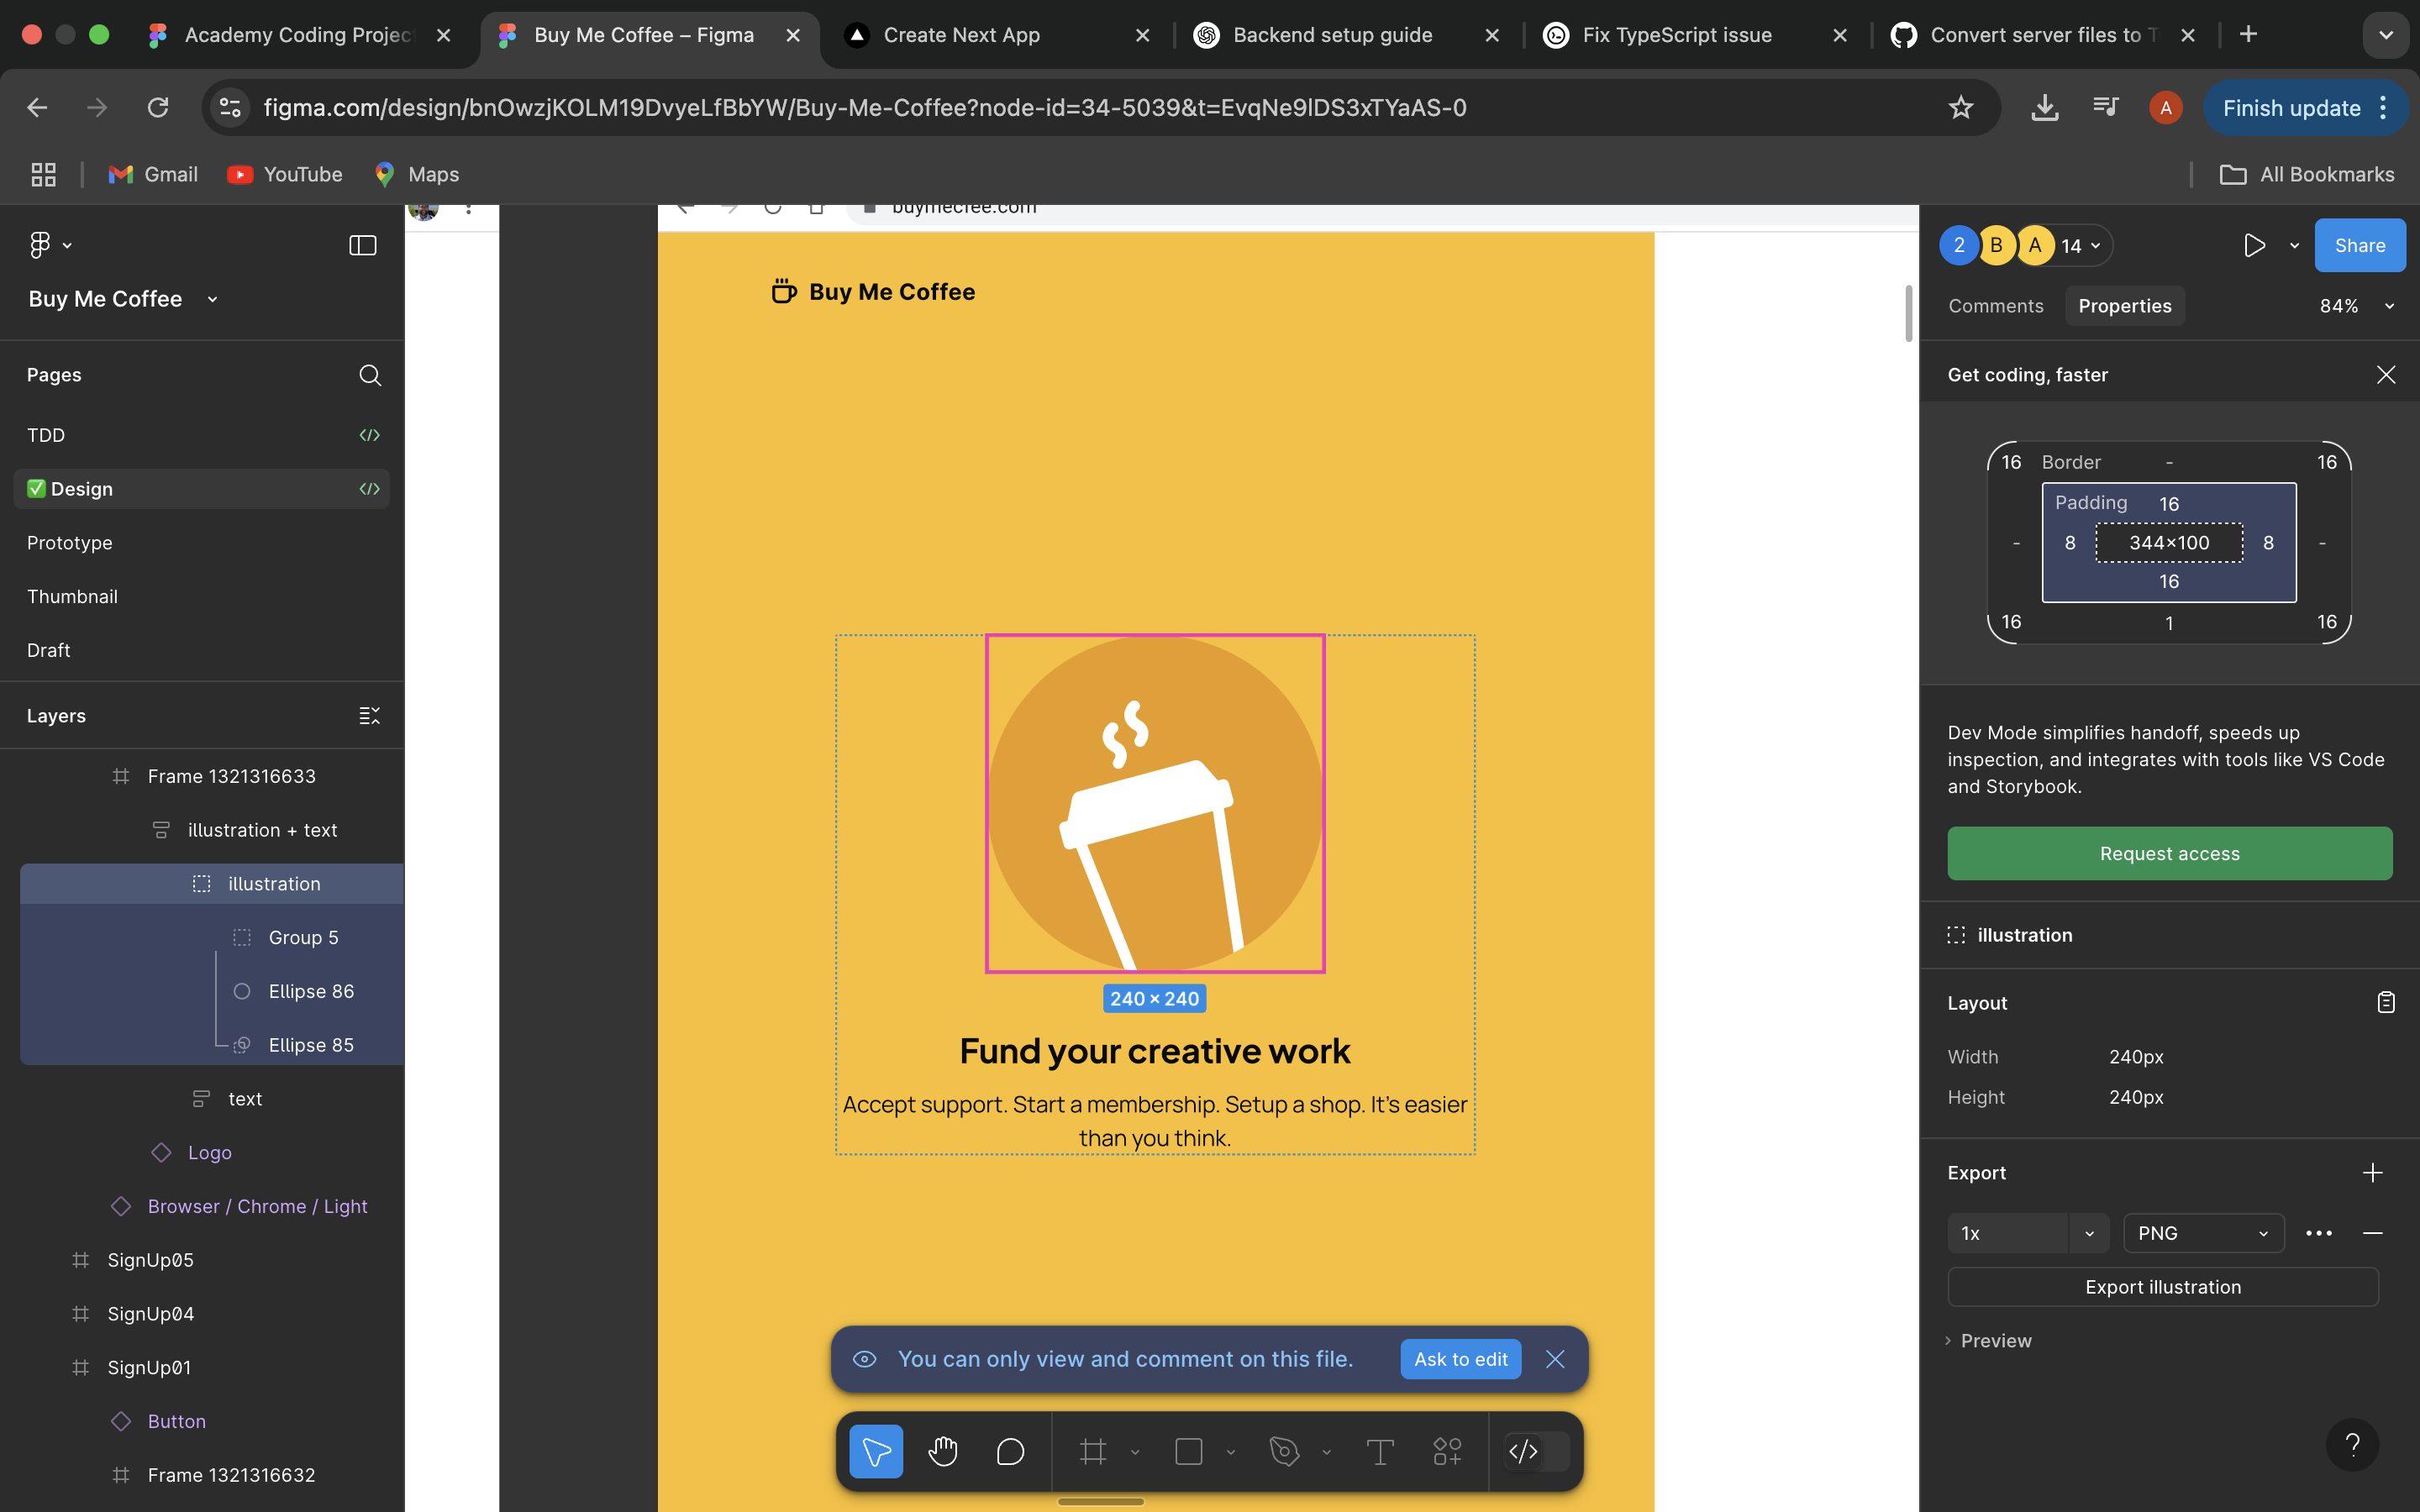 Academy Coding Projec
Buy Me Coffee – Figma
Create Next App
Backend setup guide
Fix TypeScript issue
Convert server files to T
figma.com/design/bnOwzjKOLM19DvyeLfBbYW/Buy-Me-Coffee?node-id=34-5039&t=EvqNe9lDS3xTYaAS-0
A
Finish update
Gmail
YouTube
Maps
All Bookmarks
Buy Me Coffee
Pages
TDD
Design
Prototype
Thumbnail
Draft
Layers
Frame 1321316633
illustration + text
illustration
Group 5
Ellipse 86
Ellipse 85
text
Logo
Browser / Chrome / Light
SignUp05
SignUp04
SignUp01
Button
Frame 1321316632
buymecfee.com
Buy Me Coffee
240 × 240
Fund your creative work
Accept support. Start a membership. Setup a shop. It's easier
than you think.
You can only view and comment on this file.
Ask to edit
2 B A 14
Share
Comments
Properties
84%
Get coding, faster
16 Border - 16
Padding 16
- 8 344×100 8 -
16
16 1 16
Dev Mode simplifies handoff, speeds up
inspection, and integrates with tools like VS Code
and Storybook.
Request access
illustration
Layout
Width 240px
Height 240px
Export
1x PNG
Export illustration
Preview
?